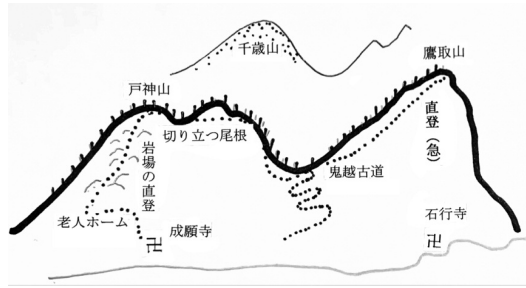 千歳山
鷹取山
戸神山
切り立つ尾根
岩場の直登
直登（急）
鬼越古道
老人ホーム
成願寺
石行寺
卍
卍